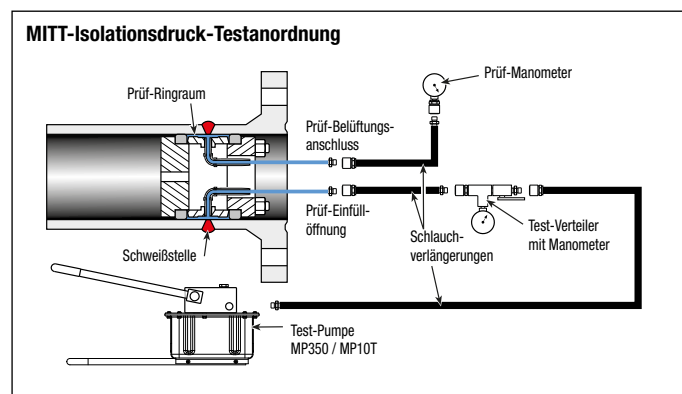 MITT-Isolationsdruck-Testanordnung
Prüf-Manometer
Prüf-Ringraum
Prüf-Belüftungs-
anschluss
Prüf-Einfüll-
öffnung
Schlauch-
verlängerungen
Test-Verteiler
mit Manometer
Schweißstelle
Test-Pumpe
MP350 / MP10T